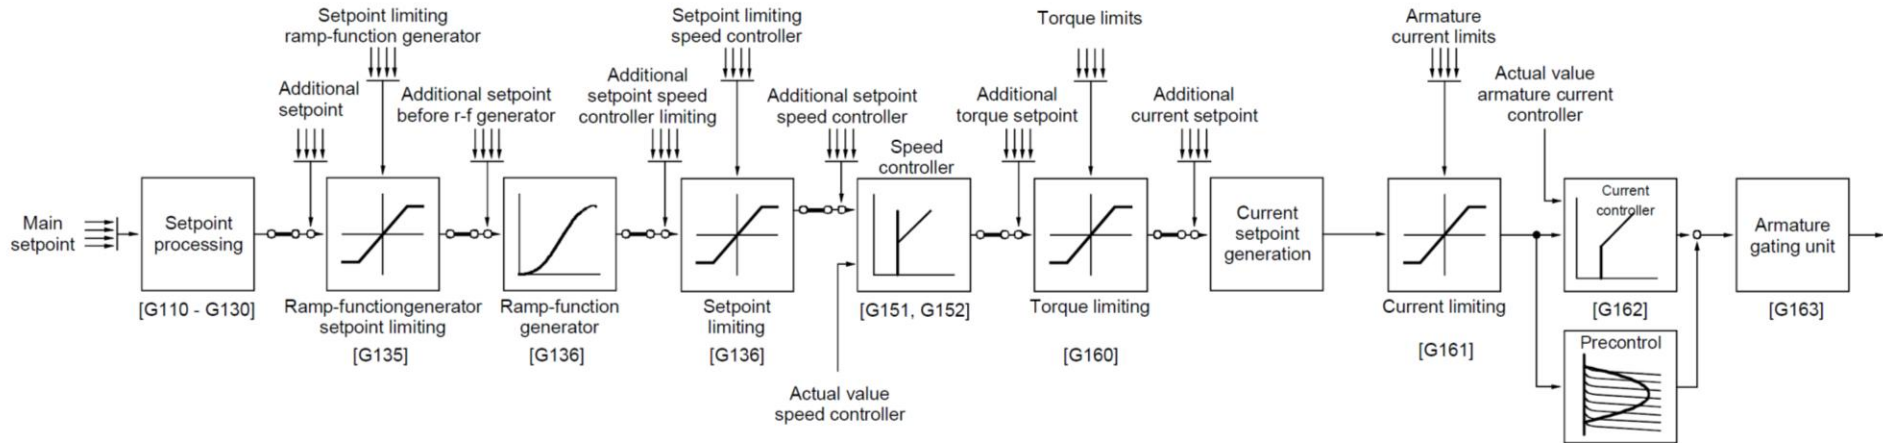 Setpoint limiting
ramp-function generator
Setpoint limiting
speed controller
Torque limits
Armature
current limits
Additional
setpoint
Additional setpoint
before r-f generator
Additional
setpoint speed
controller limiting
Additional setpoint
speed controller
Additional
torque setpoint
Additional
current setpoint
Actual value
armature current
controller
Main
setpoint
Setpoint
processing
Speed
controller
Current
setpoint
generation
Current
controller
Armature
gating unit
[G110 - G130]
Ramp-functiongenerator
setpoint limiting
[G135]
Ramp-function
generator
[G136]
Setpoint
limiting
[G136]
[G151, G152]
Torque limiting
[G160]
Current limiting
[G161]
[G162]
[G163]
Precontrol
Actual value
speed controller